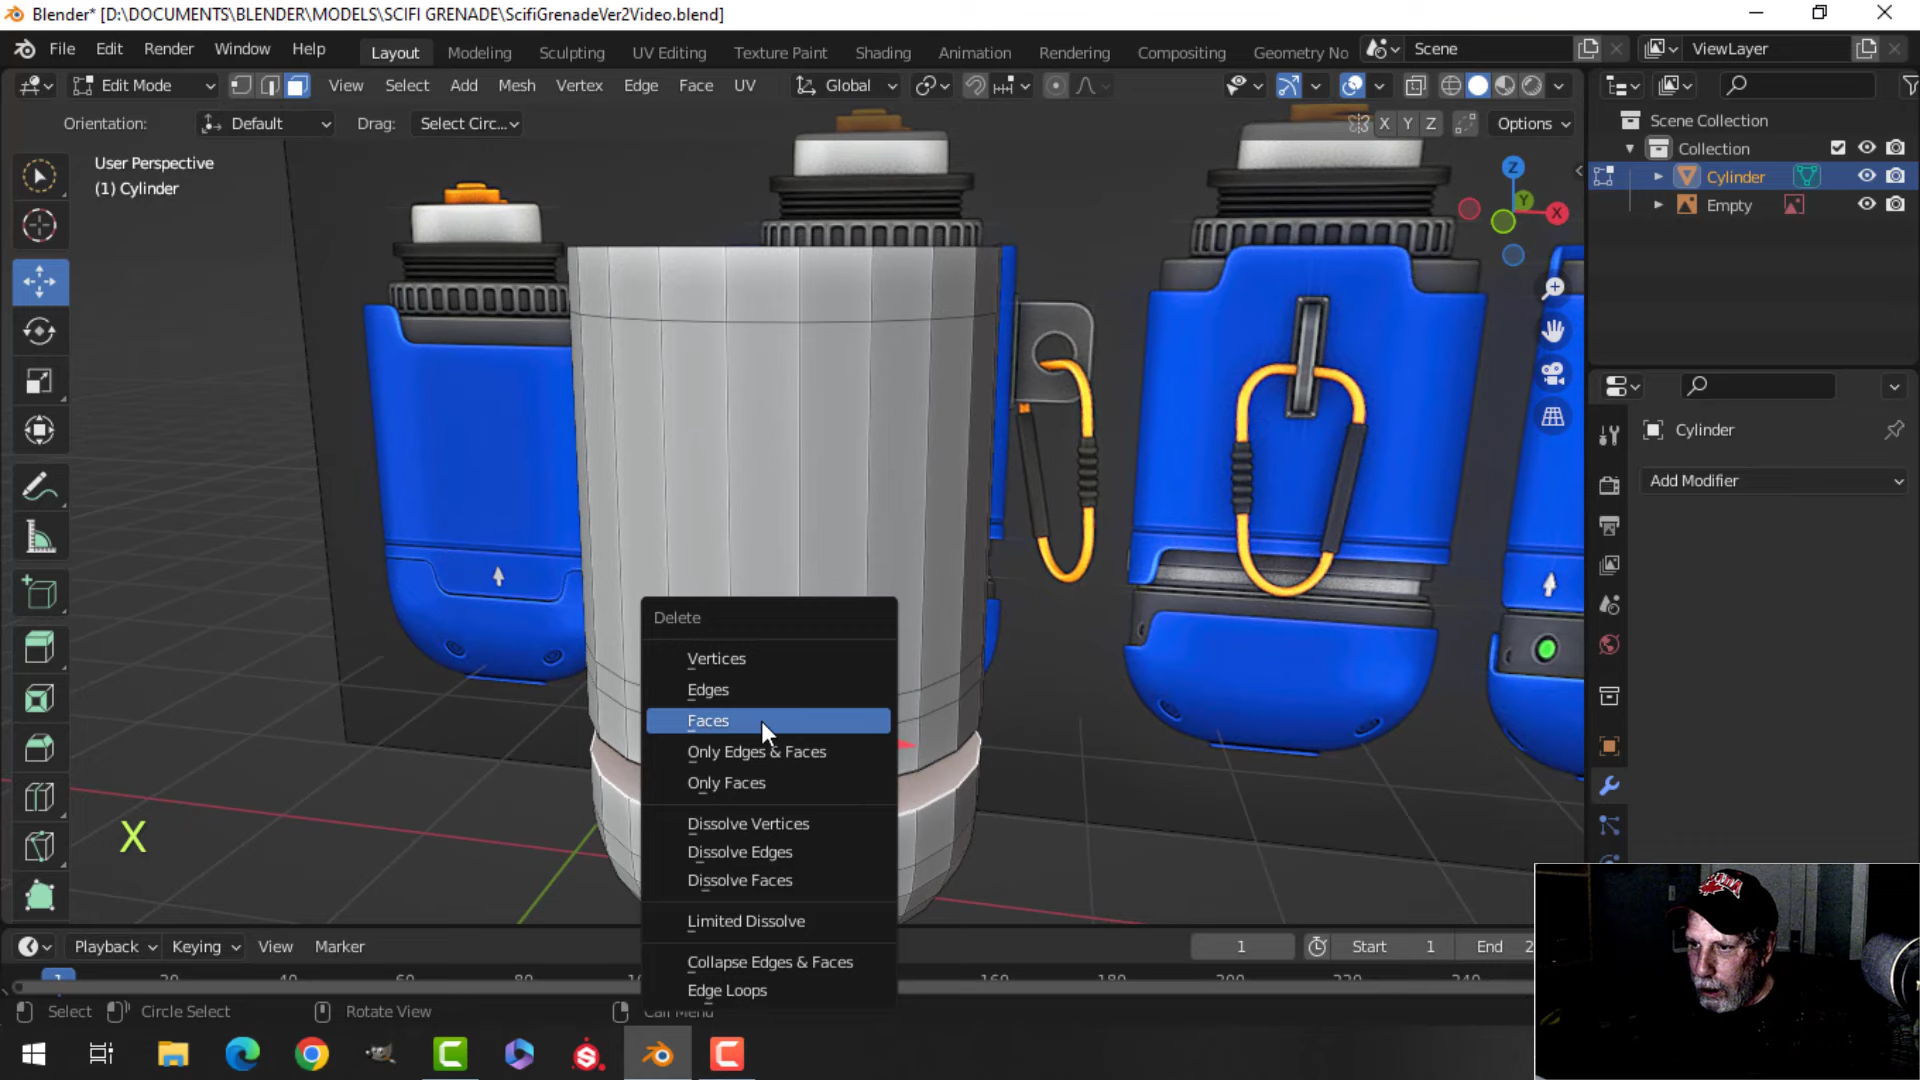 Blender* [D:\DOCUMENTS\BLENDER\MODELS\SCIFI GRENADE\ScifiGrenadeVer2Video.blend]
File Edit Render Window Help Layout Modeling Sculpting UV Editing Texture Paint Shading Animation Rendering Compositing Geometry No Scene ViewLayer
Edit Mode View Select Add Mesh Vertex Edge Face UV Global
Orientation: Default Drag: Select Circ... X Y Z Options
Scene Collection
Collection
Cylinder
Empty
User Perspective
(1) Cylinder
Z
Y
X
Cylinder
Add Modifier
Delete
Vertices
Edges
Faces
Only Edges & Faces
Only Faces
Dissolve Vertices
Dissolve Edges
Dissolve Faces
Limited Dissolve
Collapse Edges & Faces
Edge Loops
X
Playback Keying View Marker 1 Start 1 End 2
1
Select Circle Select Rotate View Call Menu